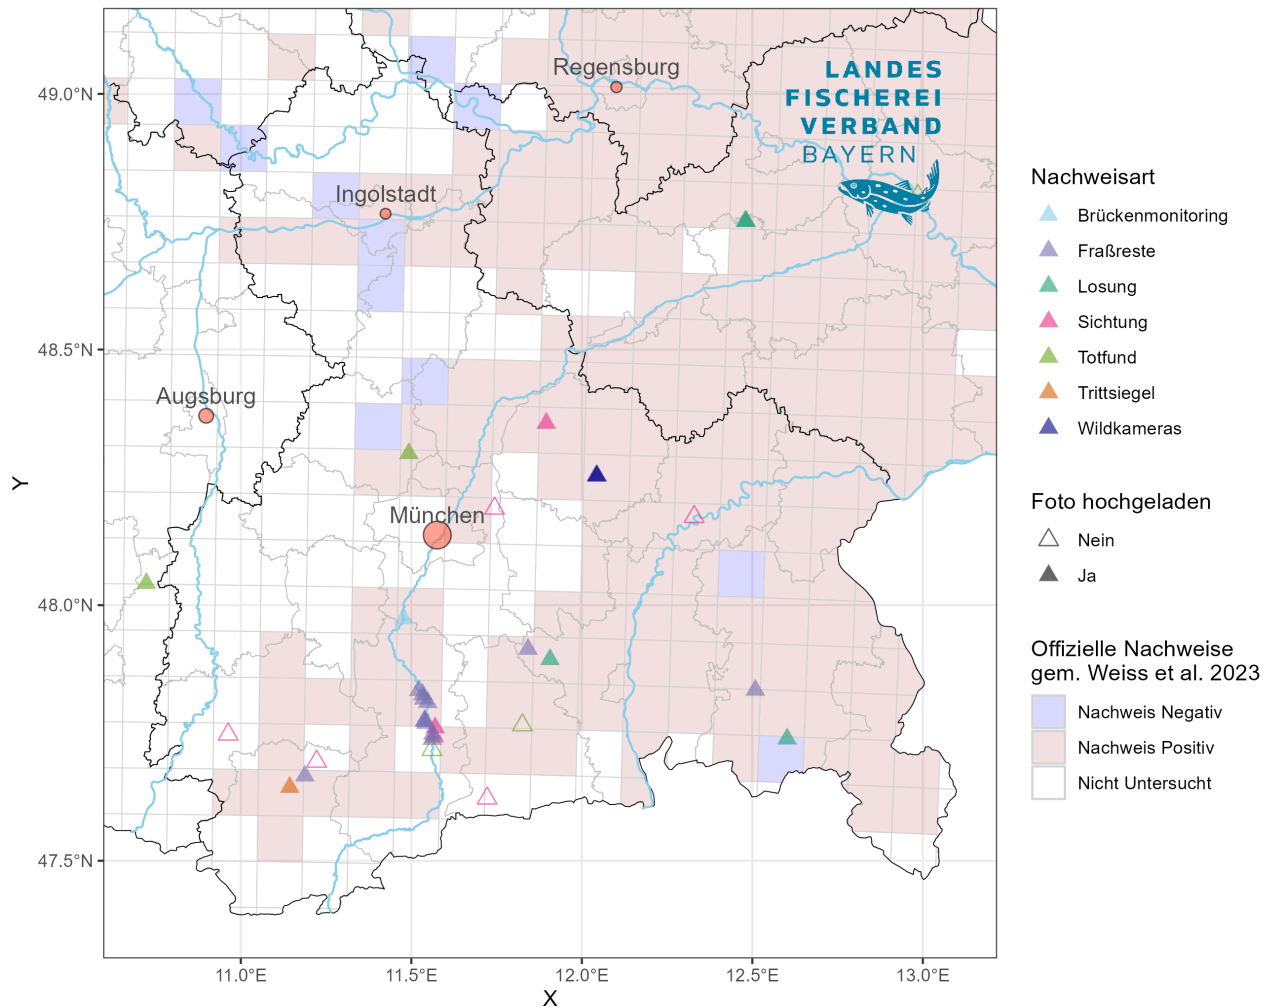 LANDES
FISCHEREI
VERBAND
BAYERN
Regensburg
Ingolstadt
Augsburg
München
49.0°N
48.5°N
48.0°N
47.5°N
Y
11.0°E
11.5°E
12.0°E
12.5°E
13.0°E
X
Nachweisart
Brückenmonitoring
Fraßreste
Losung
Sichtung
Totfund
Trittsiegel
Wildkameras
Foto hochgeladen
Nein
Ja
Offizielle Nachweise
gem. Weiss et al. 2023
Nachweis Negativ
Nachweis Positiv
Nicht Untersucht